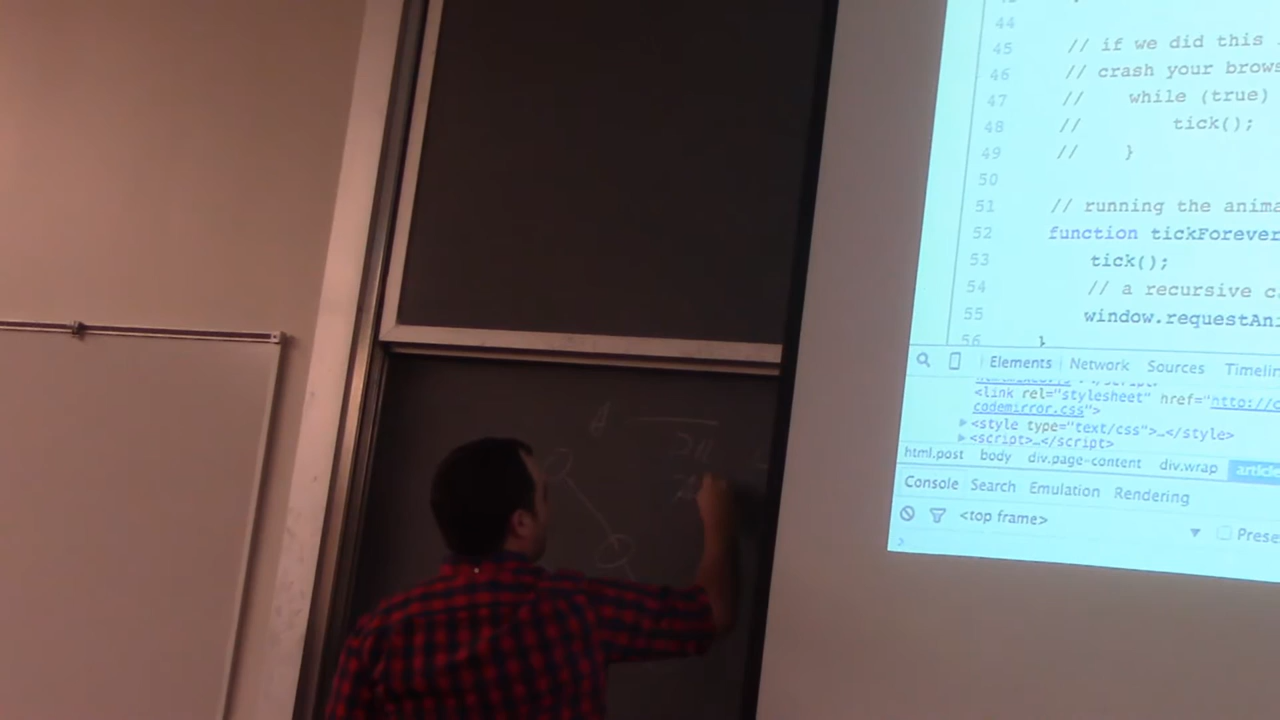 44
45 // if we did this
46 // crash your brows
47 // while (true)
48 // tick();
49 // }
50
51 // running the anima
52 function tickForever
53 tick();
54 // a recursive c
55 window.requestAni
56 }
Elements Network Sources Timelin
<link rel="stylesheet" href="http://c
codemirror.css">
<style type="text/css">…</style>
<script>…</script>
html.post body div.page-content div.wrap article
Console Search Emulation Rendering
<top frame> Prese